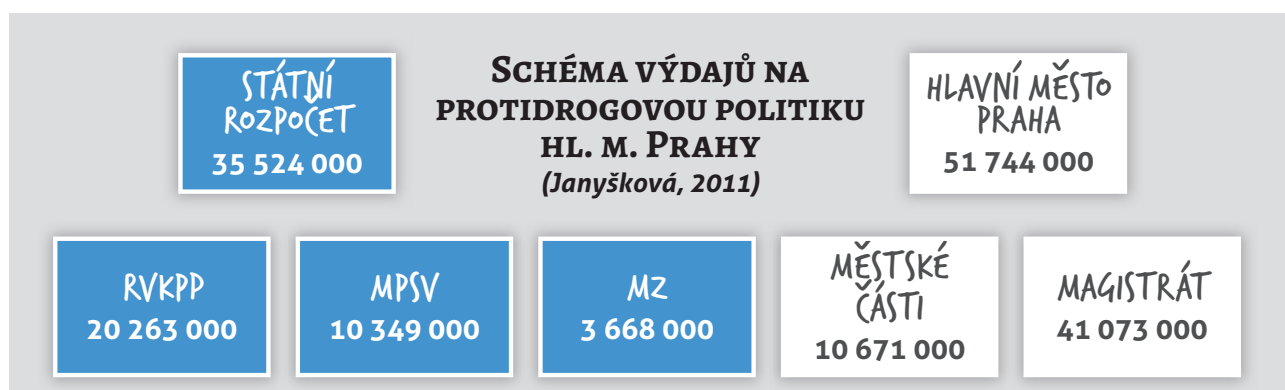 STÁTNÍ
ROZPOČET
35 524 000
SCHÉMA VÝDAJŮ NA
PROTIDROGOVOU POLITIKU
HL. M. PRAHY
(Janyšková, 2011)
HLAVNÍ MĚSTO
PRAHA
51 744 000
RVKPP
20 263 000
MPSV
10 349 000
MZ
3 668 000
MĚSTSKÉ
ČÁSTI
10 671 000
MAGISTRÁT
41 073 000